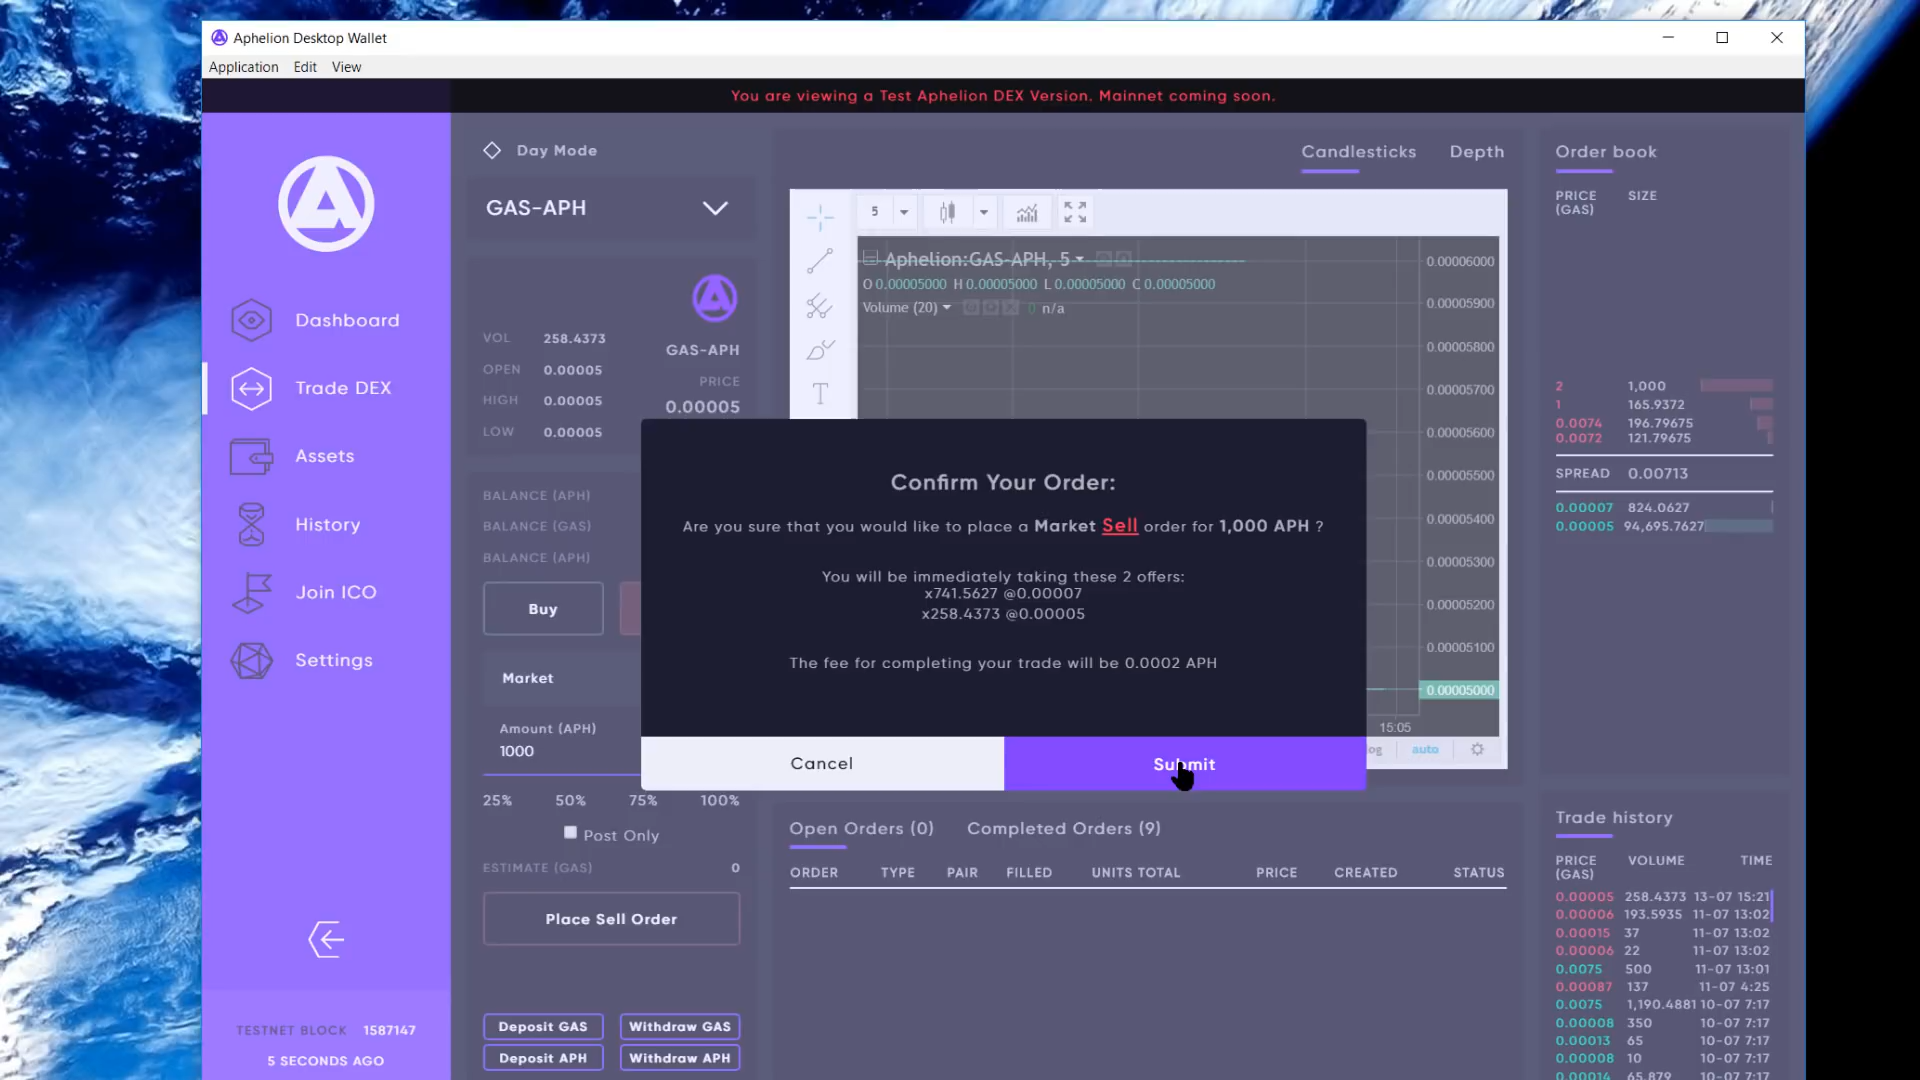 Aphelion Desktop Wallet
Application Edit View
You are viewing a Test Aphelion DEX Version. Mainnet coming soon.
Dashboard
Trade DEX
Assets
History
Join ICO
Settings
TESTNET BLOCK 1587147
5 SECONDS AGO
Day Mode
GAS-APH
VOL 258.4373
OPEN 0.00005
HIGH 0.00005
LOW 0.00005
GAS-APH
PRICE
0.00005
BALANCE (APH)
BALANCE (GAS)
BALANCE (APH)
Buy
Market
Amount (APH)
1000
25% 50% 75% 100%
Post Only
ESTIMATE (GAS) 0
Place Sell Order
Deposit GAS Withdraw GAS
Deposit APH Withdraw APH
Candlesticks Depth
5
Aphelion:GAS-APH, 5
O 0.00005000 H 0.00005000 L 0.00005000 C 0.00005000
Volume (20) 0 n/a
T
0.00006000
0.00005900
0.00005800
0.00005700
0.00005600
0.00005500
0.00005400
0.00005300
0.00005200
0.00005100
0.00005000
15:05
og auto
Confirm Your Order:
Are you sure that you would like to place a Market Sell order for 1,000 APH ?
You will be immediately taking these 2 offers:
x741.5627 @0.00007
x258.4373 @0.00005
The fee for completing your trade will be 0.0002 APH
Cancel
Submit
Open Orders (0) Completed Orders (9)
ORDER TYPE PAIR FILLED UNITS TOTAL PRICE CREATED STATUS
Order book
PRICE (GAS) SIZE
2 1,000
1 165.9372
0.0074 196.79675
0.0072 121.79675
SPREAD 0.00713
0.00007 824.0627
0.00005 94,695.7627
Trade history
PRICE (GAS) VOLUME TIME
0.00005 258.4373 13-07 15:21
0.00006 193.5935 11-07 13:02
0.00015 37 11-07 13:02
0.00006 22 11-07 13:02
0.0075 500 11-07 13:01
0.00087 137 11-07 4:25
0.0075 1,190.4881 10-07 7:17
0.00008 350 10-07 7:17
0.00013 65 10-07 7:17
0.00008 10 10-07 7:17
0.00014 65.879 10-07 7:17